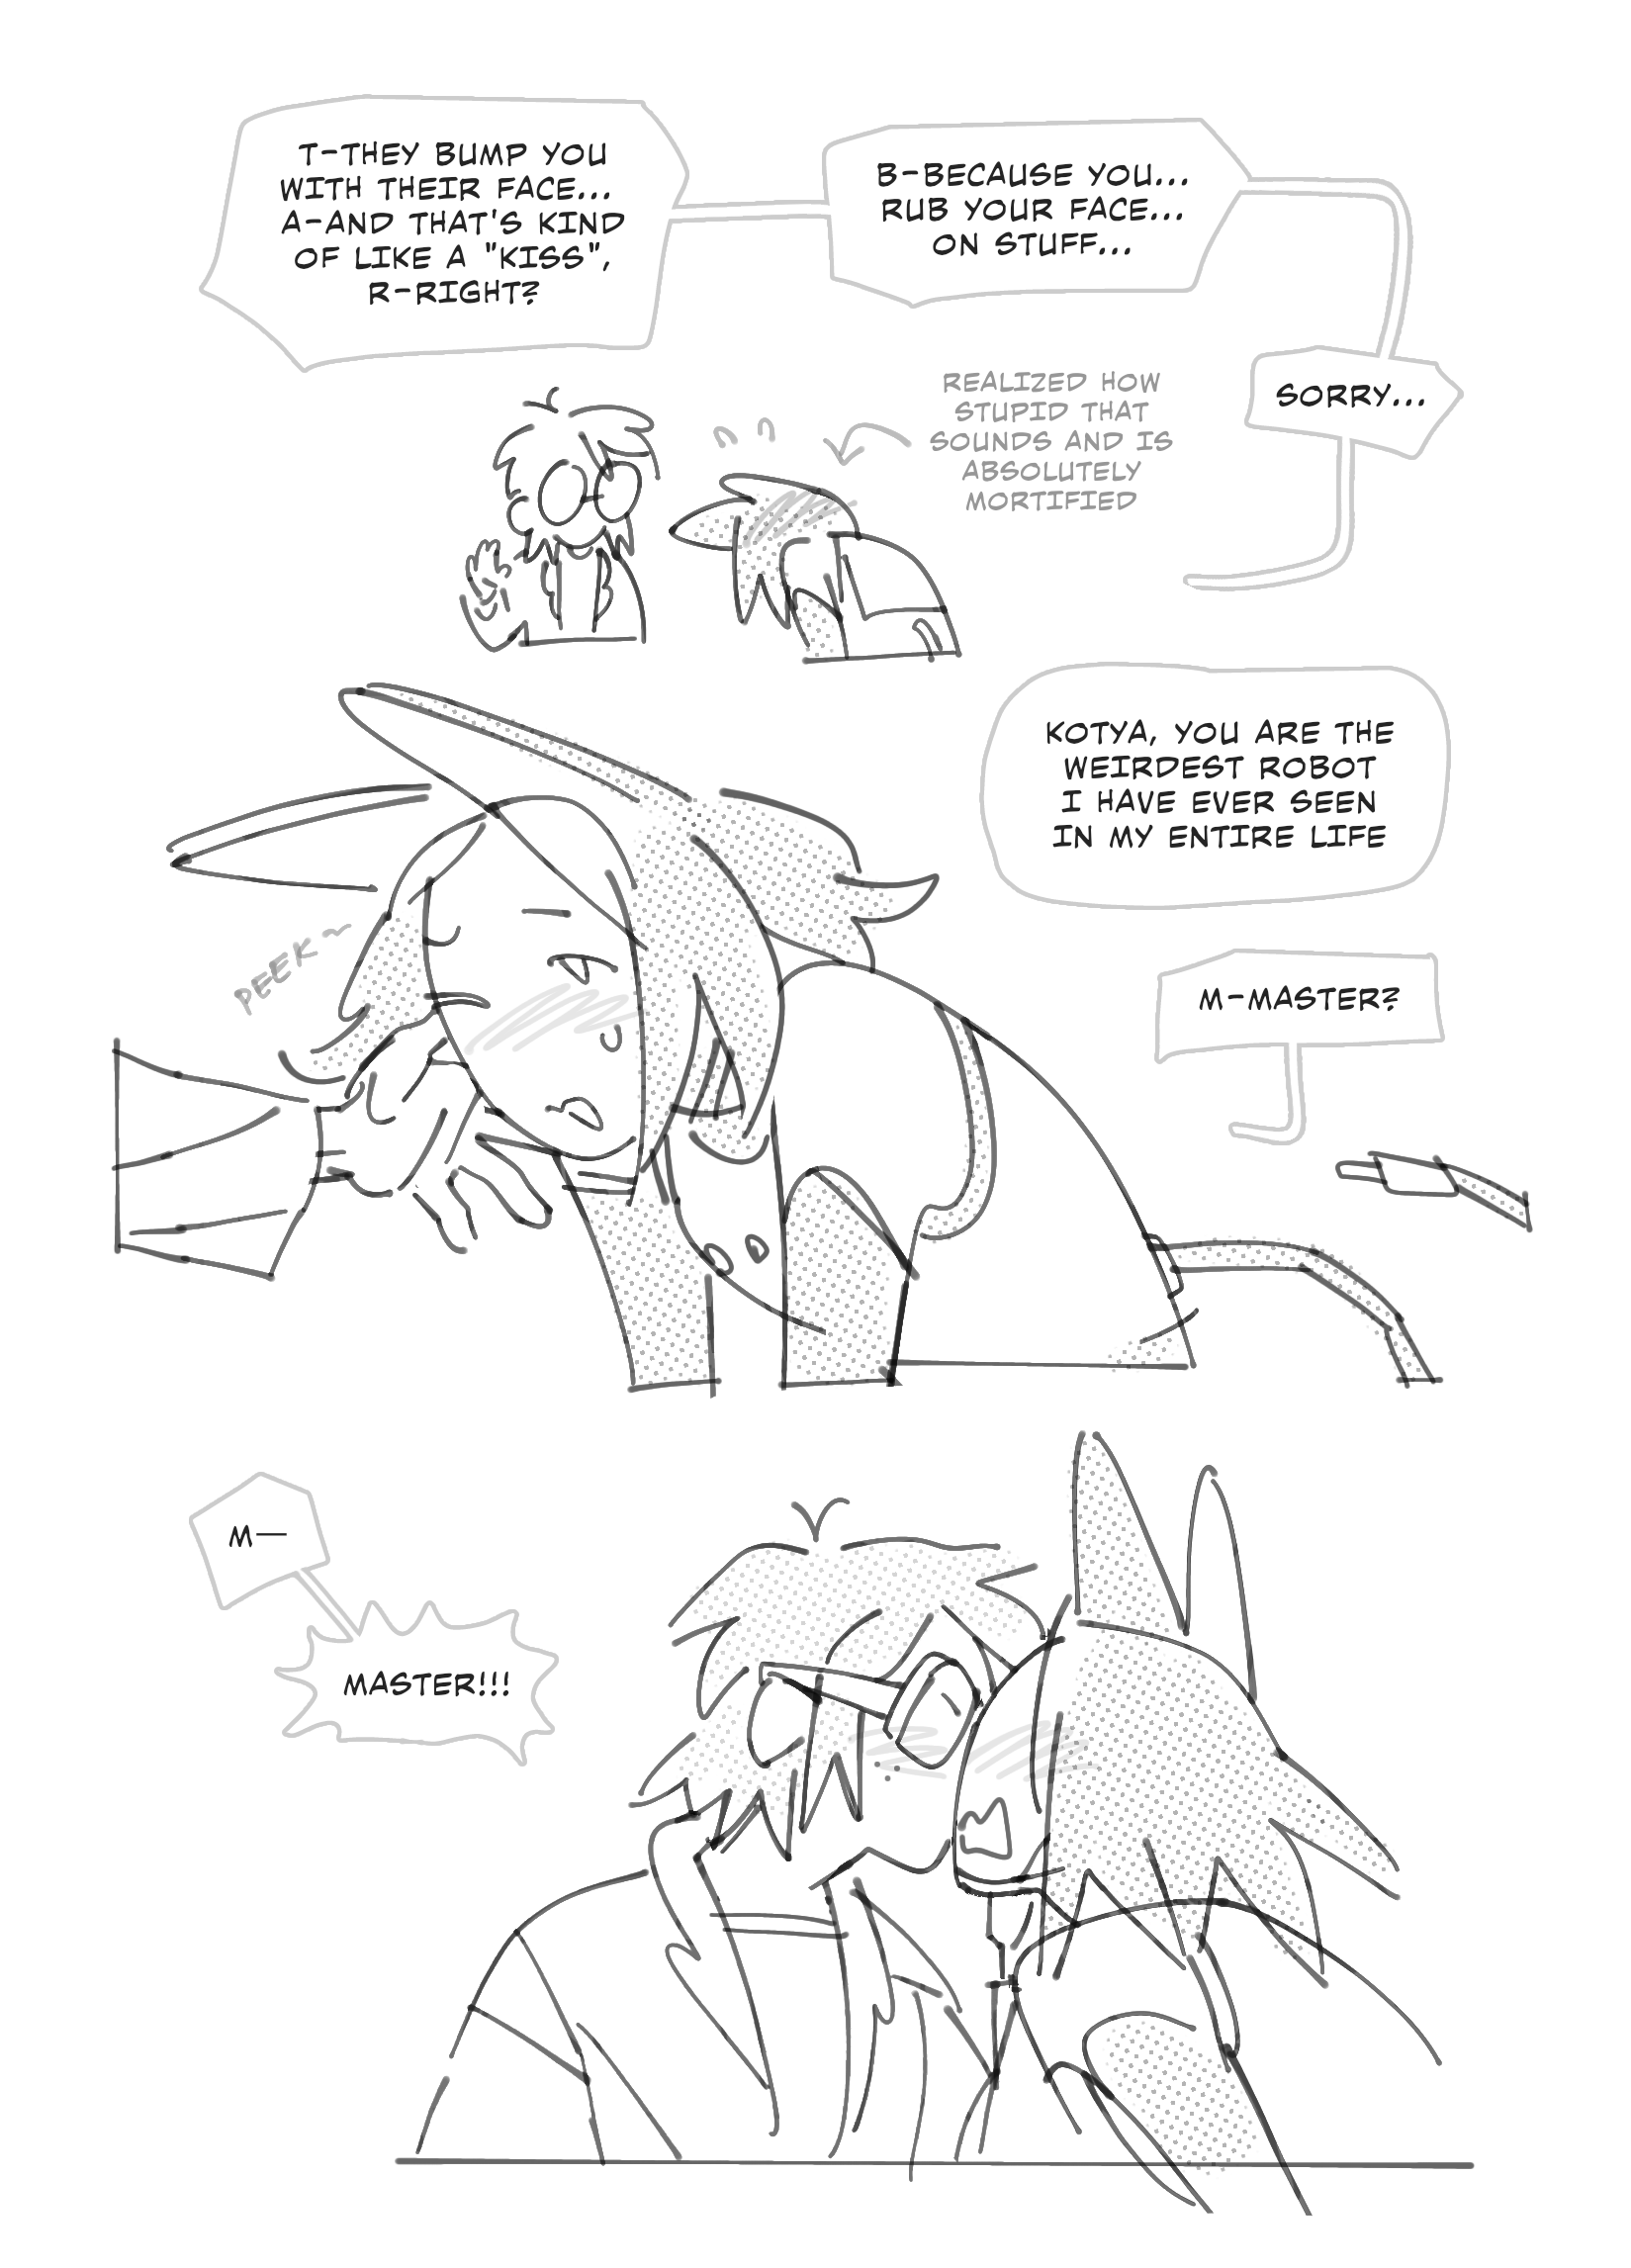 T-THEY BUMP YOU
WITH THEIR FACE...
A-AND THAT'S KIND
OF LIKE A "KISS",
R-RIGHT?
B-BECAUSE YOU...
RUB YOUR FACE...
ON STUFF...
SORRY...
REALIZED HOW
STUPID THAT
SOUNDS AND IS
ABSOLUTELY
MORTIFIED
KOTYA, YOU ARE THE
WEIRDEST ROBOT
I HAVE EVER SEEN
IN MY ENTIRE LIFE
PEEK~
M-MASTER?
M—
MASTER!!!